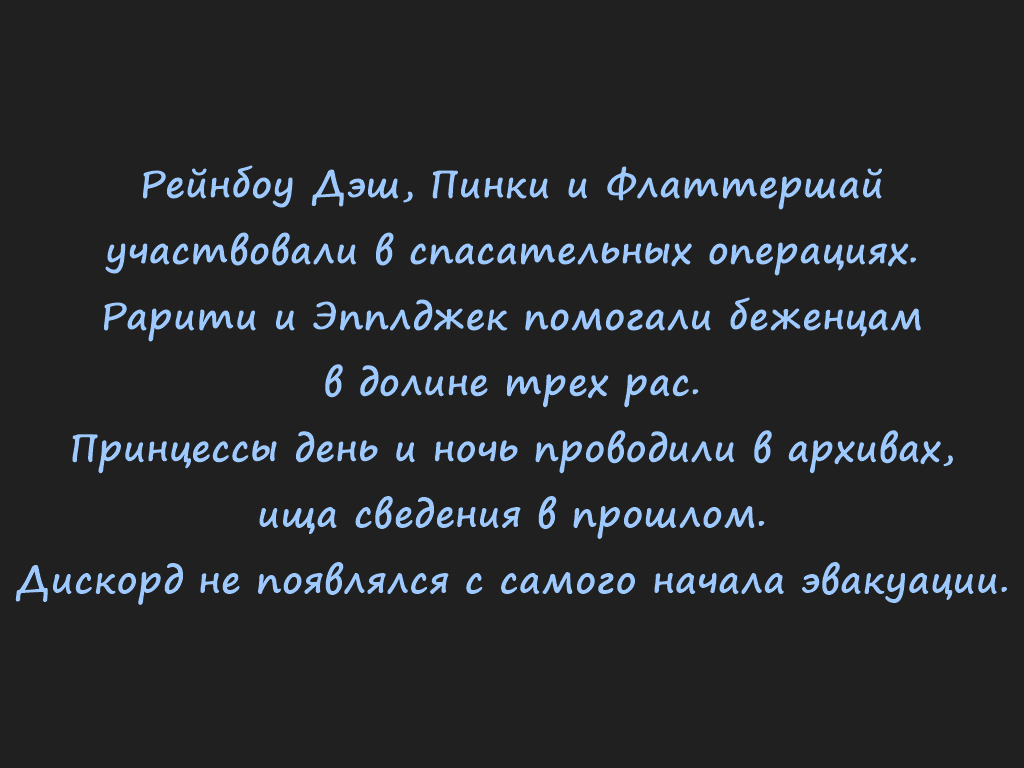 Рейнбоу Дэш, Пинки и Флаттершай
участвовали в спасательных операциях.
Рарити и Эпплджек помогали беженцам
в долине трех рас.
Принцессы день и ночь проводили в архивах,
ища сведения в прошлом.
Дискорд не появлялся с самого начала эвакуации.